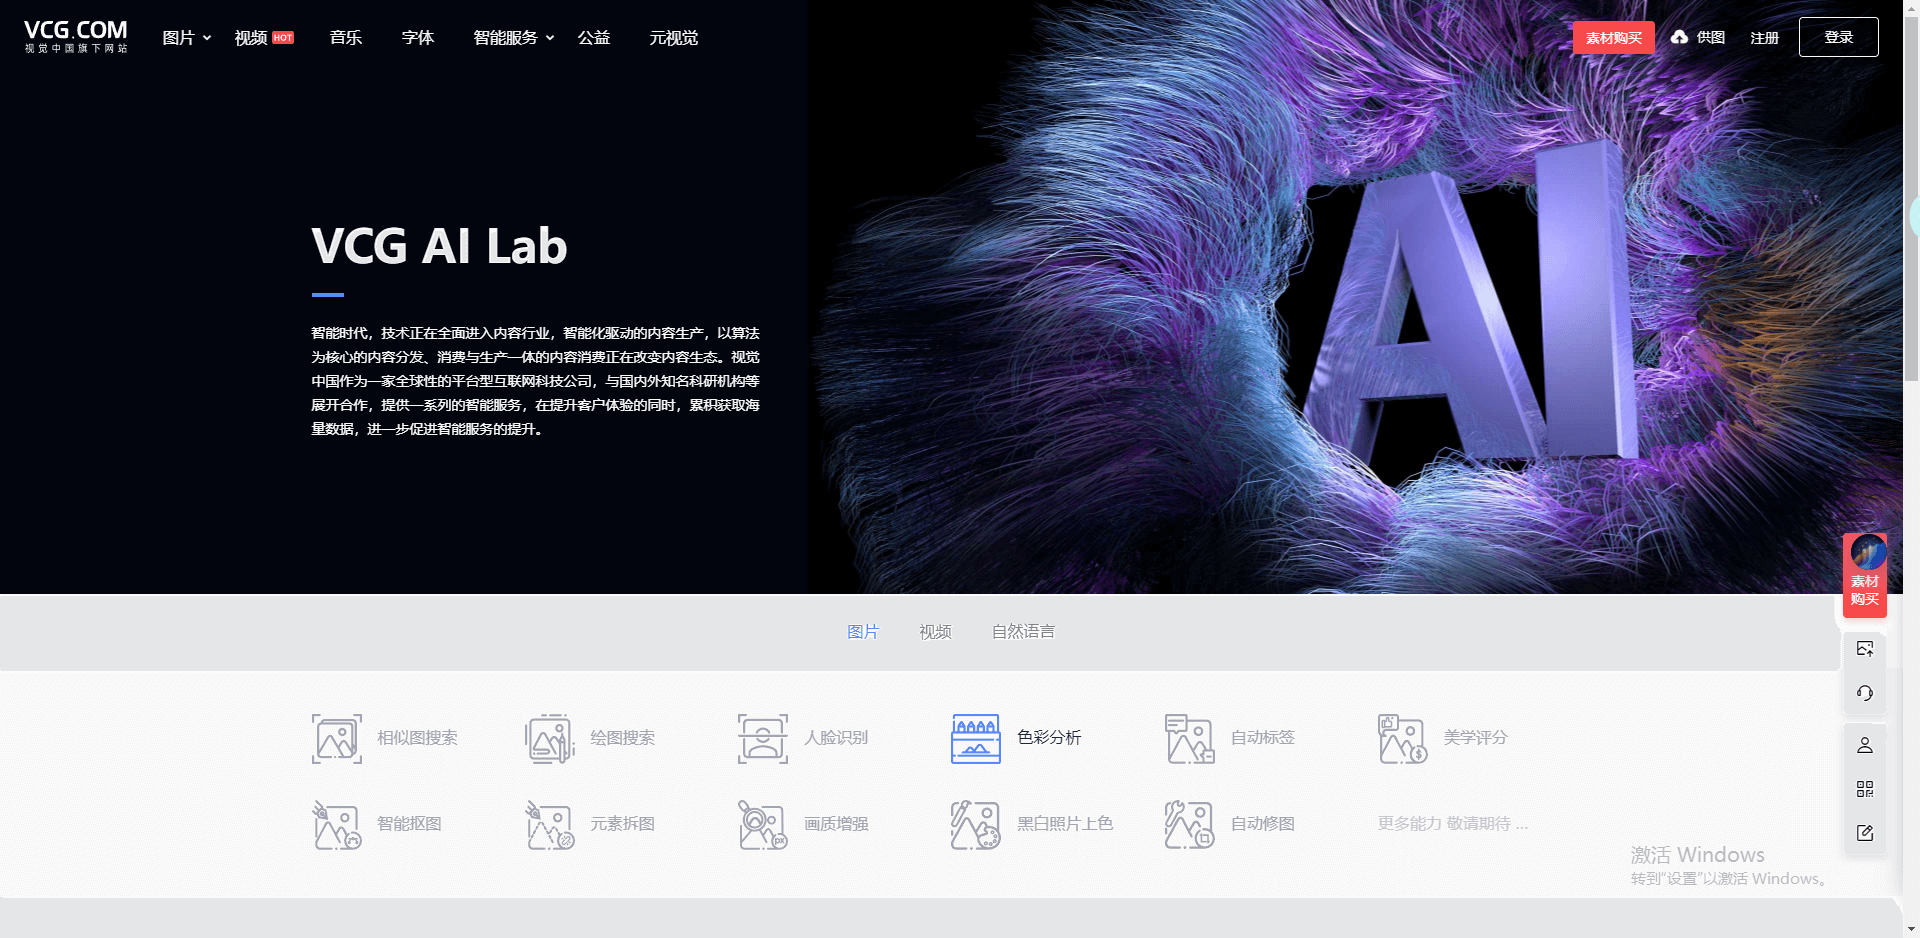 VCG.COM
视觉中国旗下网站
图片
视频
HOT
音乐
字体
智能服务
公益
元视觉
素材购买
供图
注册
登录
AI
VCG AI Lab
智能时代，技术正在全面进入内容行业，智能化驱动的内容生产，以算法
为核心的内容分发、消费与生产一体的内容消费正在改变内容生态。视觉
中国作为一家全球性的平台型互联网科技公司，与国内外知名科研机构等
展开合作，提供一系列的智能服务，在提升客户体验的同时，累积获取海
量数据，进一步促进智能服务的提升。
素材
购买
图片
视频
自然语言
相似图搜索
绘图搜索
人脸识别
色彩分析
自动标签
美学评分
智能抠图
元素拆图
画质增强
黑白照片上色
自动修图
更多能力 敬请期待 ...
激活 Windows
转到“设置”以激活 Windows。